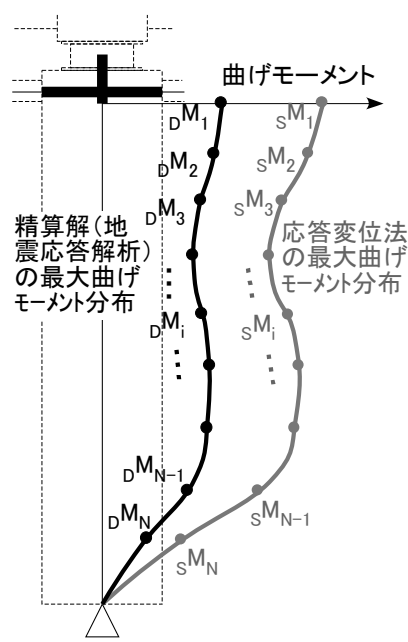 曲げモーメント
DM1
SM1
DM2
SM2
DM3
SM3
精算解(地
震応答解析)
の最大曲げ
モーメント分布
応答変位法
の最大曲げ
モーメント分布
DMi
SMi
DMN-1
SMN-1
DMN
SMN